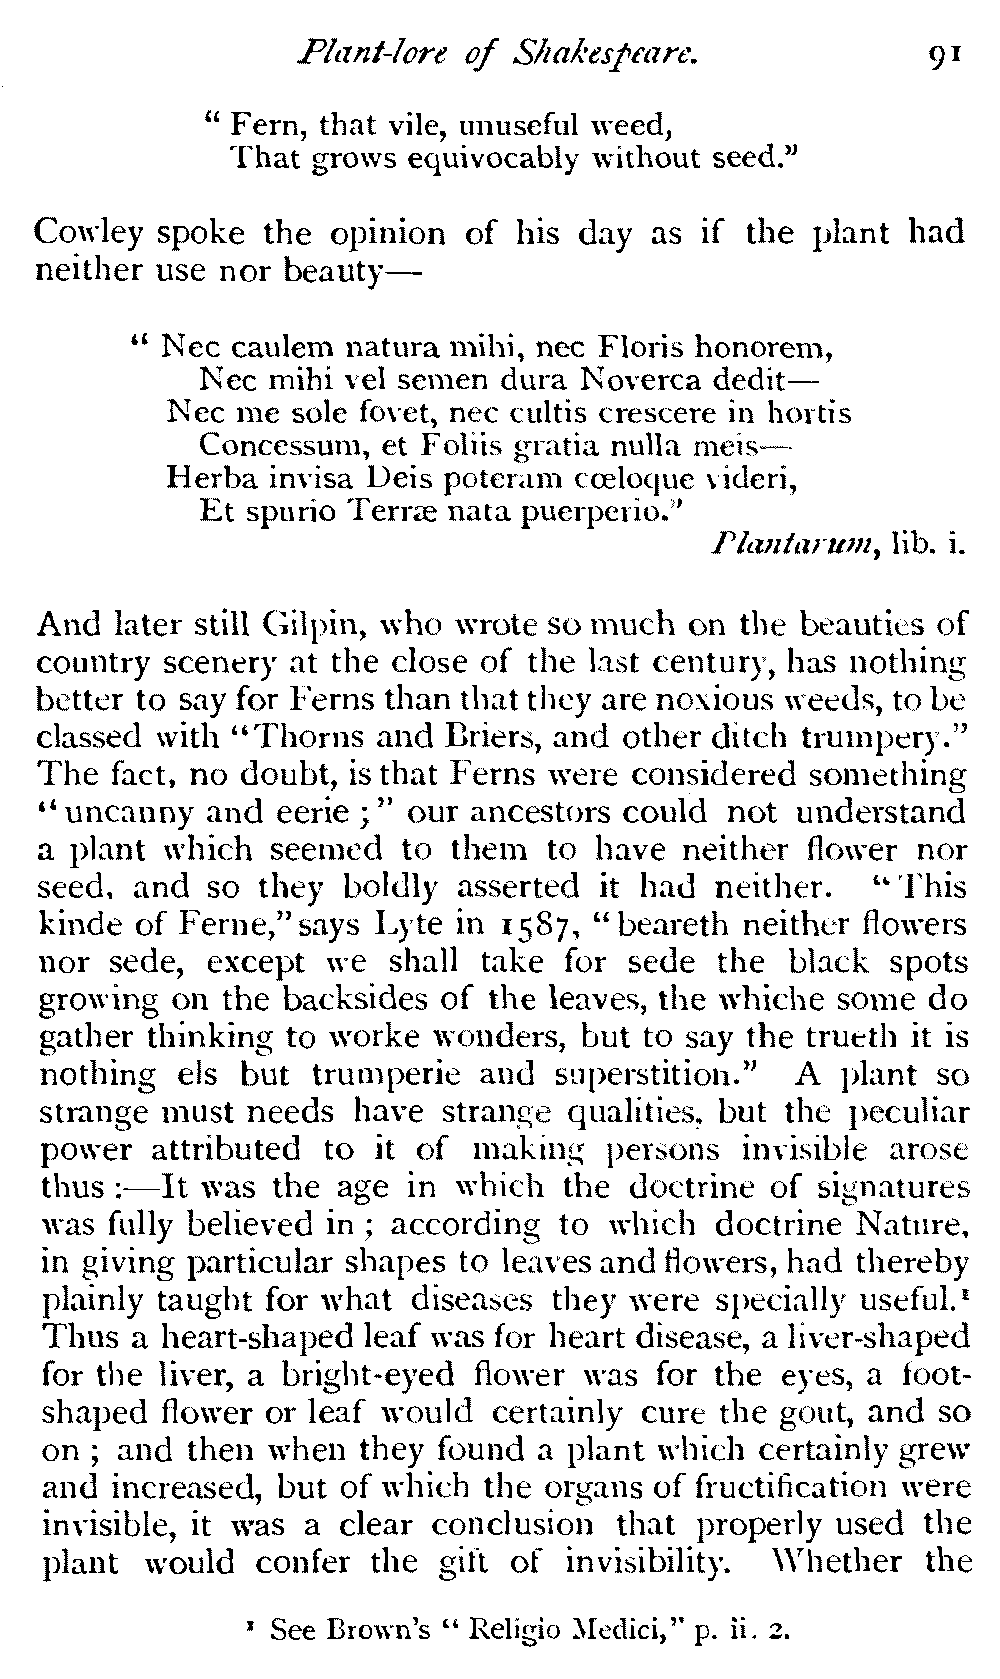 Plant-lore of Shakespeare. 91
" Fern, that vile, unuseful weed,
That grows equivocably without seed."
Cowley spoke the opinion of his day as if the plant had
neither use nor beauty—
" Nec caulem natura mihi, nec Floris honorem,
Nec mihi vel semen dura Noverca dedit—
Nec me sole fovet, nec cultis crescere in hortis
Concessum, et Foliis gratia nulla meis—
Herba invisa Deis poteram cœloque videri,
Et spurio Terræ nata puerperio."
Plantarum, lib. i.
And later still Gilpin, who wrote so much on the beauties of
country scenery at the close of the last century, has nothing
better to say for Ferns than that they are noxious weeds, to be
classed with "Thorns and Briers, and other ditch trumpery."
The fact, no doubt, is that Ferns were considered something
"uncanny and eerie ;" our ancestors could not understand
a plant which seemed to them to have neither flower nor
seed, and so they boldly asserted it had neither. "This
kinde of Ferne," says Lyte in 1587, "beareth neither flowers
nor sede, except we shall take for sede the black spots
growing on the backsides of the leaves, the whiche some do
gather thinking to worke wonders, but to say the trueth it is
nothing els but trumperie and superstition." A plant so
strange must needs have strange qualities, but the peculiar
power attributed to it of making persons invisible arose
thus :—It was the age in which the doctrine of signatures
was fully believed in ; according to which doctrine Nature,
in giving particular shapes to leaves and flowers, had thereby
plainly taught for what diseases they were specially useful.¹
Thus a heart-shaped leaf was for heart disease, a liver-shaped
for the liver, a bright-eyed flower was for the eyes, a foot-
shaped flower or leaf would certainly cure the gout, and so
on ; and then when they found a plant which certainly grew
and increased, but of which the organs of fructification were
invisible, it was a clear conclusion that properly used the
plant would confer the gift of invisibility. Whether the
¹ See Brown's " Religio Medici," p. ii. 2.